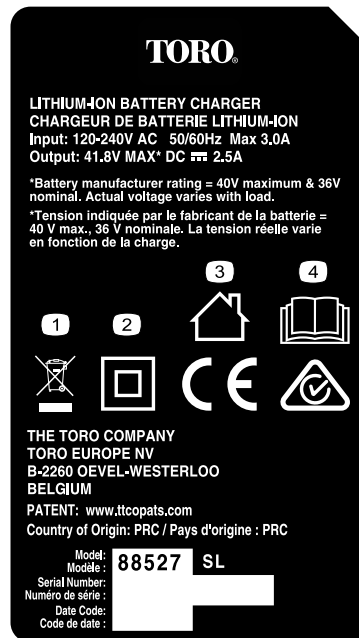 TORO.
LITHIUM-ION BATTERY CHARGER
CHARGEUR DE BATTERIE LITHIUM-ION
Input: 120-240V AC 50/60Hz Max 3.0A
Output: 41.8V MAX* DC ⎓ 2.5A
*Battery manufacturer rating = 40V maximum & 36V
nominal. Actual voltage varies with load.
*Tension indiquée par le fabricant de la batterie =
40 V max., 36 V nominale. La tension réelle varie
en fonction de la charge.
3 4
1 2
CE
THE TORO COMPANY
TORO EUROPE NV
B-2260 OEVEL-WESTERLOO
BELGIUM
PATENT: www.ttcopats.com
Country of Origin: PRC / Pays d'origine : PRC
Model:
Modèle : 88527 SL
Serial Number:
Numéro de série :
Date Code:
Code de date :